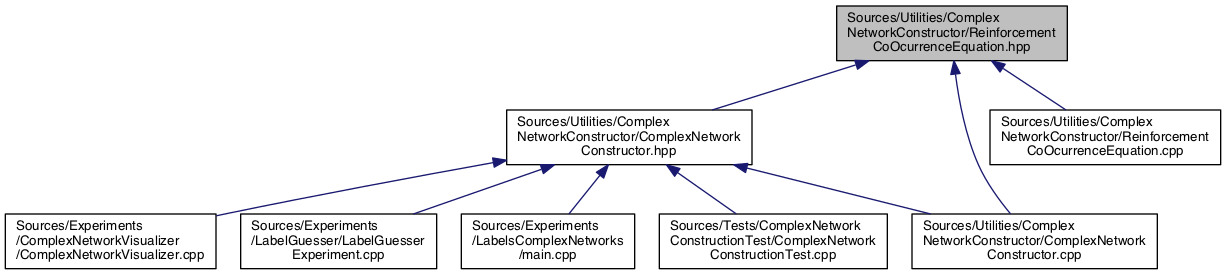 Sources/Utilities/Complex
NetworkConstructor/Reinforcement
CoOcurrenceEquation.hpp
Sources/Utilities/Complex
NetworkConstructor/ComplexNetwork
Constructor.hpp
Sources/Utilities/Complex
NetworkConstructor/Reinforcement
CoOcurrenceEquation.cpp
Sources/Experiments
/ComplexNetworkVisualizer
/ComplexNetworkVisualizer.cpp
Sources/Experiments
/LabelGuesser/LabelGuesser
Experiment.cpp
Sources/Experiments
/LabelsComplexNetworks
/main.cpp
Sources/Tests/ComplexNetwork
ConstructionTest/ComplexNetwork
ConstructionTest.cpp
Sources/Utilities/Complex
NetworkConstructor/ComplexNetwork
Constructor.cpp